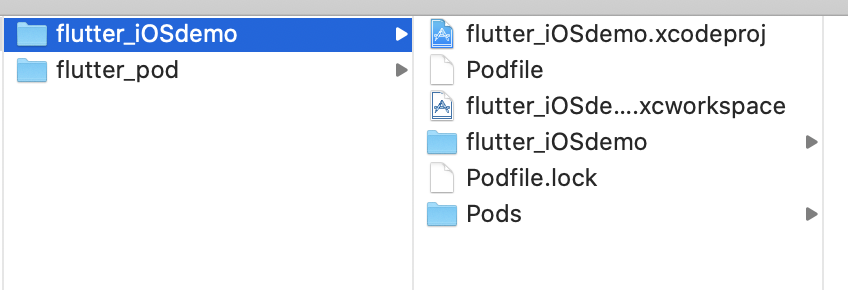 flutter_iOSdemo
flutter_pod
flutter_iOSdemo.xcodeproj
Podfile
flutter_iOSde....xcworkspace
flutter_iOSdemo
Podfile.lock
Pods